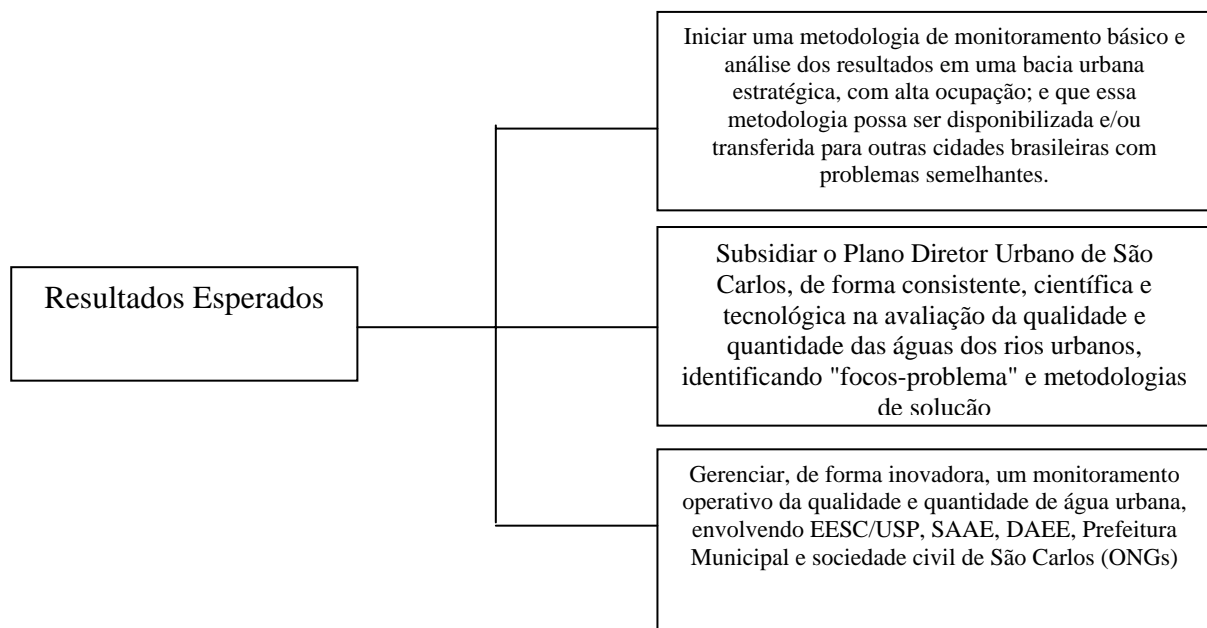 Iniciar uma metodologia de monitoramento básico e
análise dos resultados em uma bacia urbana
estratégica, com alta ocupação; e que essa
metodologia possa ser disponibilizada e/ou
transferida para outras cidades brasileiras com
problemas semelhantes.
Resultados Esperados
Subsidiar o Plano Diretor Urbano de São
Carlos, de forma consistente, científica e
tecnológica na avaliação da qualidade e
quantidade das águas dos rios urbanos,
identificando "focos-problema" e metodologias
de solução
Gerenciar, de forma inovadora, um monitoramento
operativo da qualidade e quantidade de água urbana,
envolvendo EESC/USP, SAAE, DAEE, Prefeitura
Municipal e sociedade civil de São Carlos (ONGs)